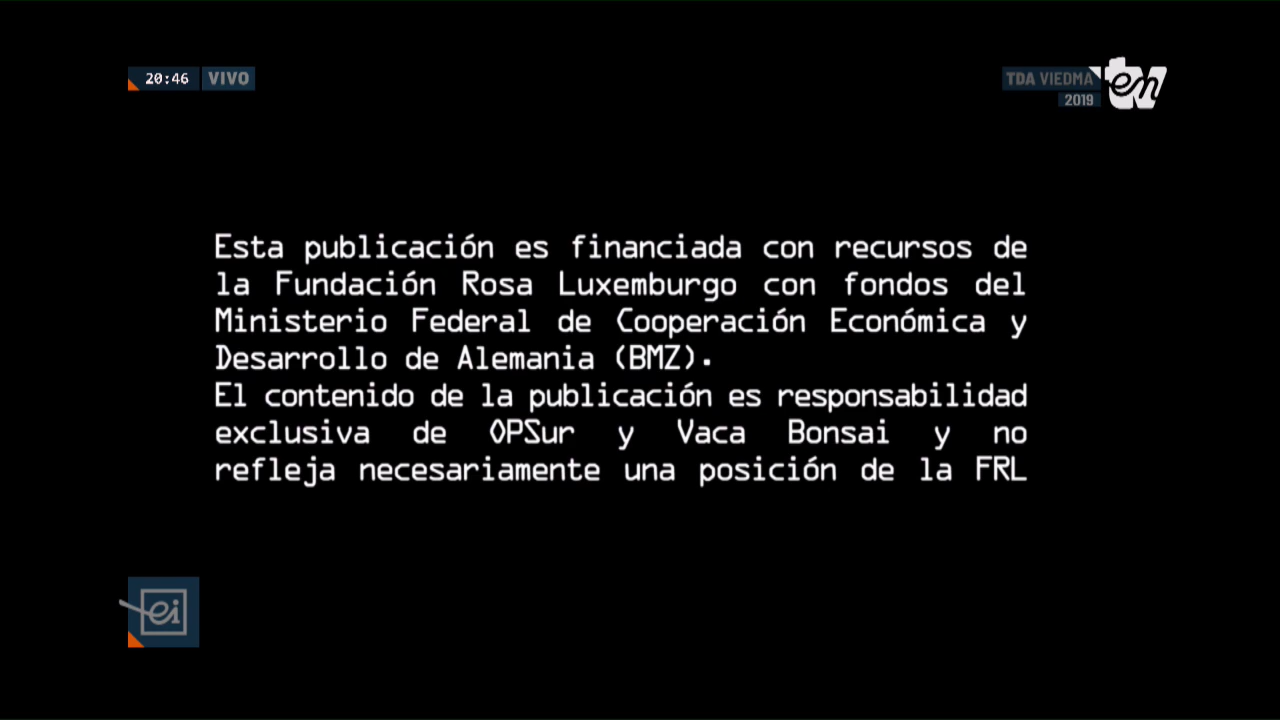 20:46 VIVO
TDA VIEDMA
2019
en tv
Esta publicación es financiada con recursos de
la Fundación Rosa Luxemburgo con fondos del
Ministerio Federal de Cooperación Económica y
Desarrollo de Alemania (BMZ).
El contenido de la publicación es responsabilidad
exclusiva de OPSur y Vaca Bonsai y no
refleja necesariamente una posición de la FRL
ei